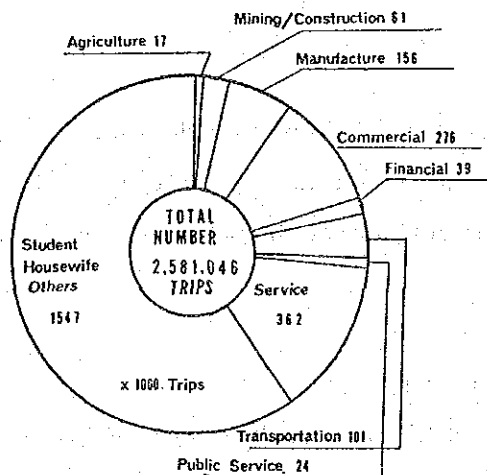 Mining/Construction 61
Agriculture 17
Manufacture 156
Commercial 276
Financial 39
TOTAL
NUMBER
2,581.046
TRIPS
Student
Housewife
Others
1547
Service
362
x 1000. Trips
Transportation 101
Public Service 24